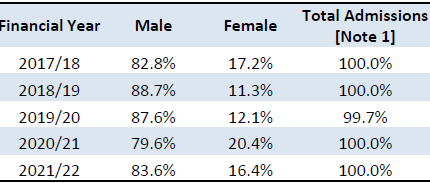 Financial Year Male Female Total Admissions [Note 1]
2017/18 82.8% 17.2% 100.0%
2018/19 88.7% 11.3% 100.0%
2019/20 87.6% 12.1% 99.7%
2020/21 79.6% 20.4% 100.0%
2021/22 83.6% 16.4% 100.0%